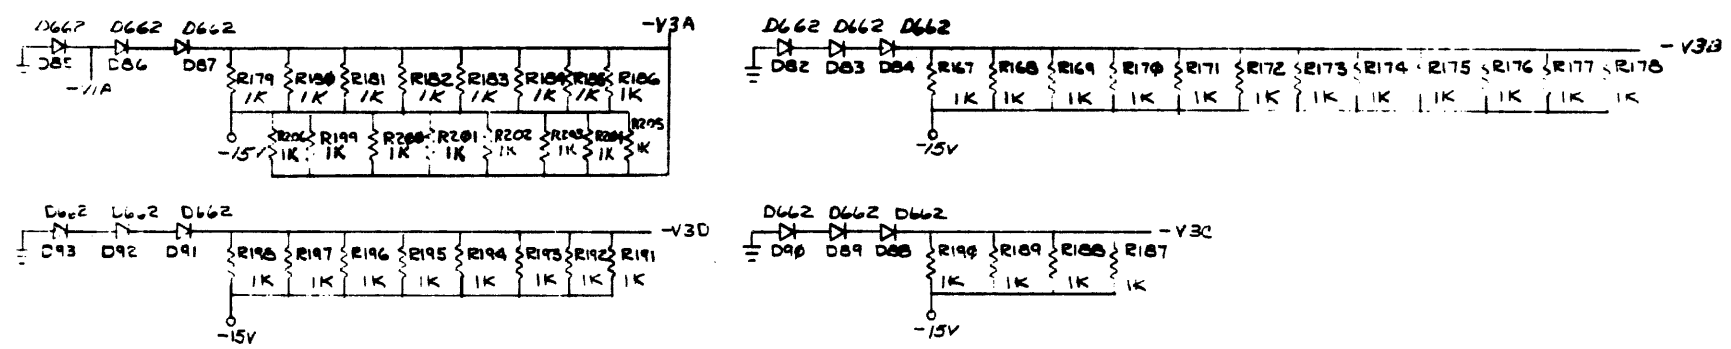 D662 D662 D662 -V3A
D85 D86 D87
-V1A
R179 R180 R181 R182 R183 R184 R185 R186
1K 1K 1K 1K 1K 1K 1K 1K
-15V
R206 R199 R200 R201 R202 R203 R204 R205
1K 1K 1K 1K 1K 1K 1K 1K
D662 D662 D662 -V3B
D82 D83 D84
R167 R168 R169 R170 R171 R172 R173 R174 R175 R176 R177 R178
1K 1K 1K 1K 1K 1K 1K 1K 1K 1K 1K 1K
-15V
D662 D662 D662 -V3D
D93 D92 D91
R198 R197 R196 R195 R194 R193 R192 R191
1K 1K 1K 1K 1K 1K 1K 1K
-15V
D662 D662 D662 -V3C
D90 D89 D88
R190 R189 R188 R187
1K 1K 1K 1K
-15V